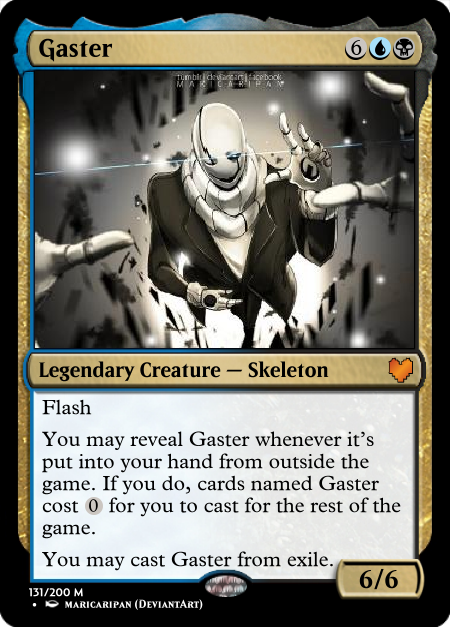 Gaster 6
tumblr | deviantart | facebook
MARICARIPAN
Legendary Creature — Skeleton
Flash
You may reveal Gaster whenever it's
put into your hand from outside the
game. If you do, cards named Gaster
cost 0 for you to cast for the rest of the
game.
You may cast Gaster from exile.
6/6
131/200 M
• MARICARIPAN (DEVIANTART)